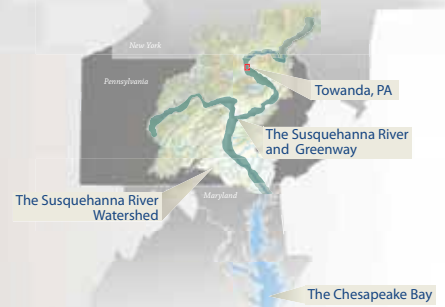 New York
Pennsylvania
Towanda, PA
The Susquehanna River
and Greenway
The Susquehanna River
Watershed
Maryland
The Chesapeake Bay